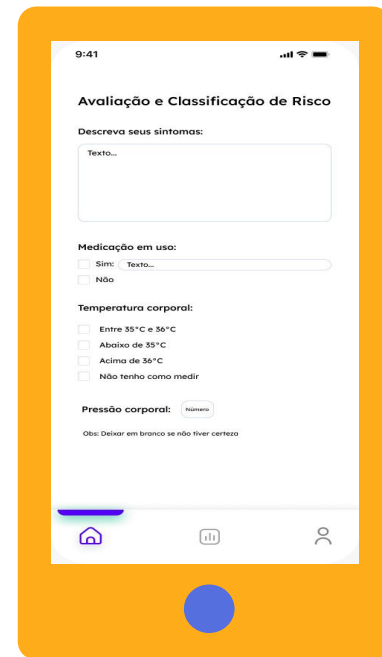 9:41
Avaliação e Classificação de Risco
Descreva seus sintomas:
Texto...
Medicação em uso:
Sim: Texto...
Não
Temperatura corporal:
Entre 35°C e 36°C
Abaixo de 35°C
Acima de 36°C
Não tenho como medir
Pressão corporal: Número
Obs: Deixar em branco se não tiver certeza